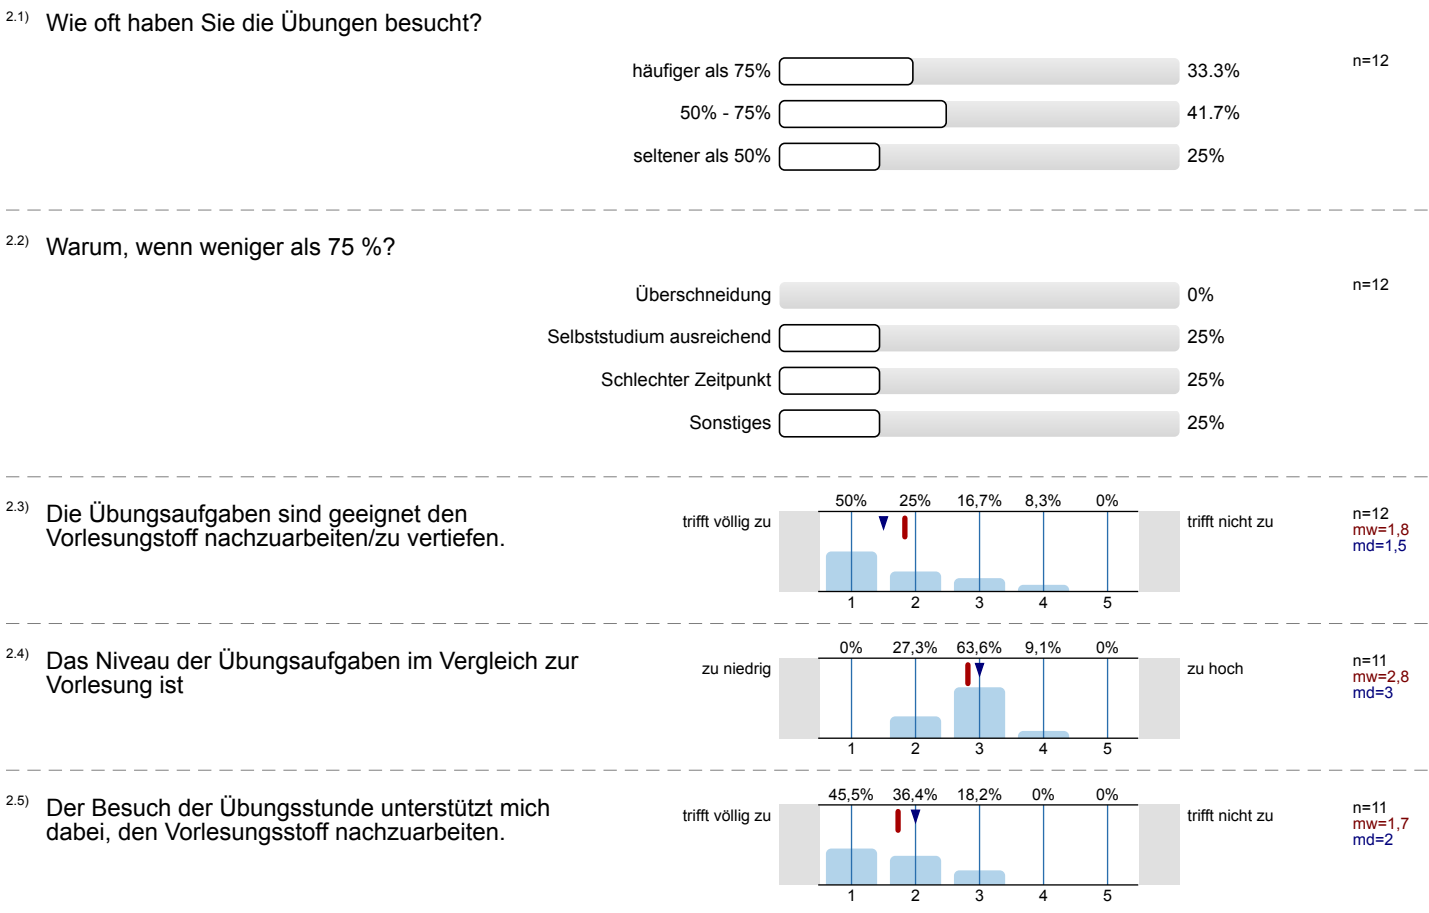 2.1) Wie oft haben Sie die Übungen besucht?
häufiger als 75% 33.3% n=12
50% - 75% 41.7%
seltener als 50% 25%
2.2) Warum, wenn weniger als 75 %?
Überschneidung 0% n=12
Selbststudium ausreichend 25%
Schlechter Zeitpunkt 25%
Sonstiges 25%
2.3) Die Übungsaufgaben sind geeignet den
Vorlesungstoff nachzuarbeiten/zu vertiefen.
50% 25% 16,7% 8,3% 0%
trifft völlig zu trifft nicht zu
1 2 3 4 5
n=12
mw=1,8
md=1,5
2.4) Das Niveau der Übungsaufgaben im Vergleich zur
Vorlesung ist
0% 27,3% 63,6% 9,1% 0%
zu niedrig zu hoch
1 2 3 4 5
n=11
mw=2,8
md=3
2.5) Der Besuch der Übungsstunde unterstützt mich
dabei, den Vorlesungsstoff nachzuarbeiten.
45,5% 36,4% 18,2% 0% 0%
trifft völlig zu trifft nicht zu
1 2 3 4 5
n=11
mw=1,7
md=2